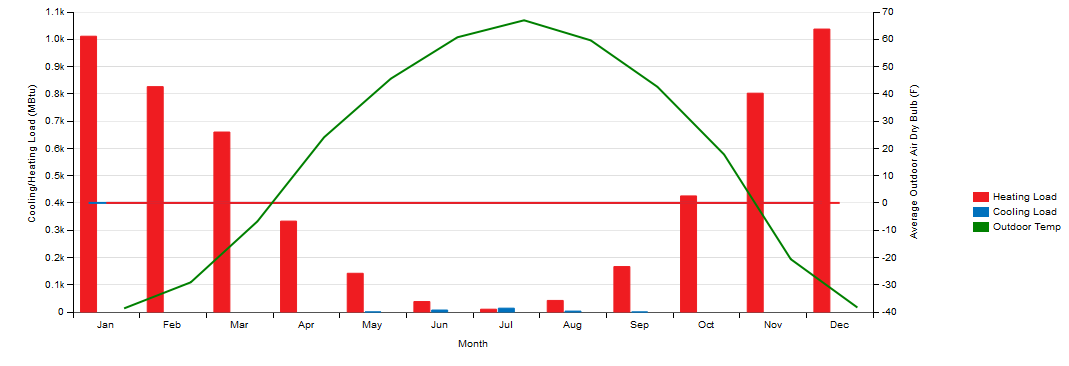 Cooling/Heating Load (MBtu)
1.1k
1.0k
0.9k
0.8k
0.7k
0.6k
0.5k
0.4k
0.3k
0.2k
0.1k
0
Jan Feb Mar Apr May Jun Jul Aug Sep Oct Nov Dec
Month
70
60
50
40
30
20
10
0
-10
-20
-30
-40
Average Outdoor Air Dry Bulb (F)
Heating Load
Cooling Load
Outdoor Temp